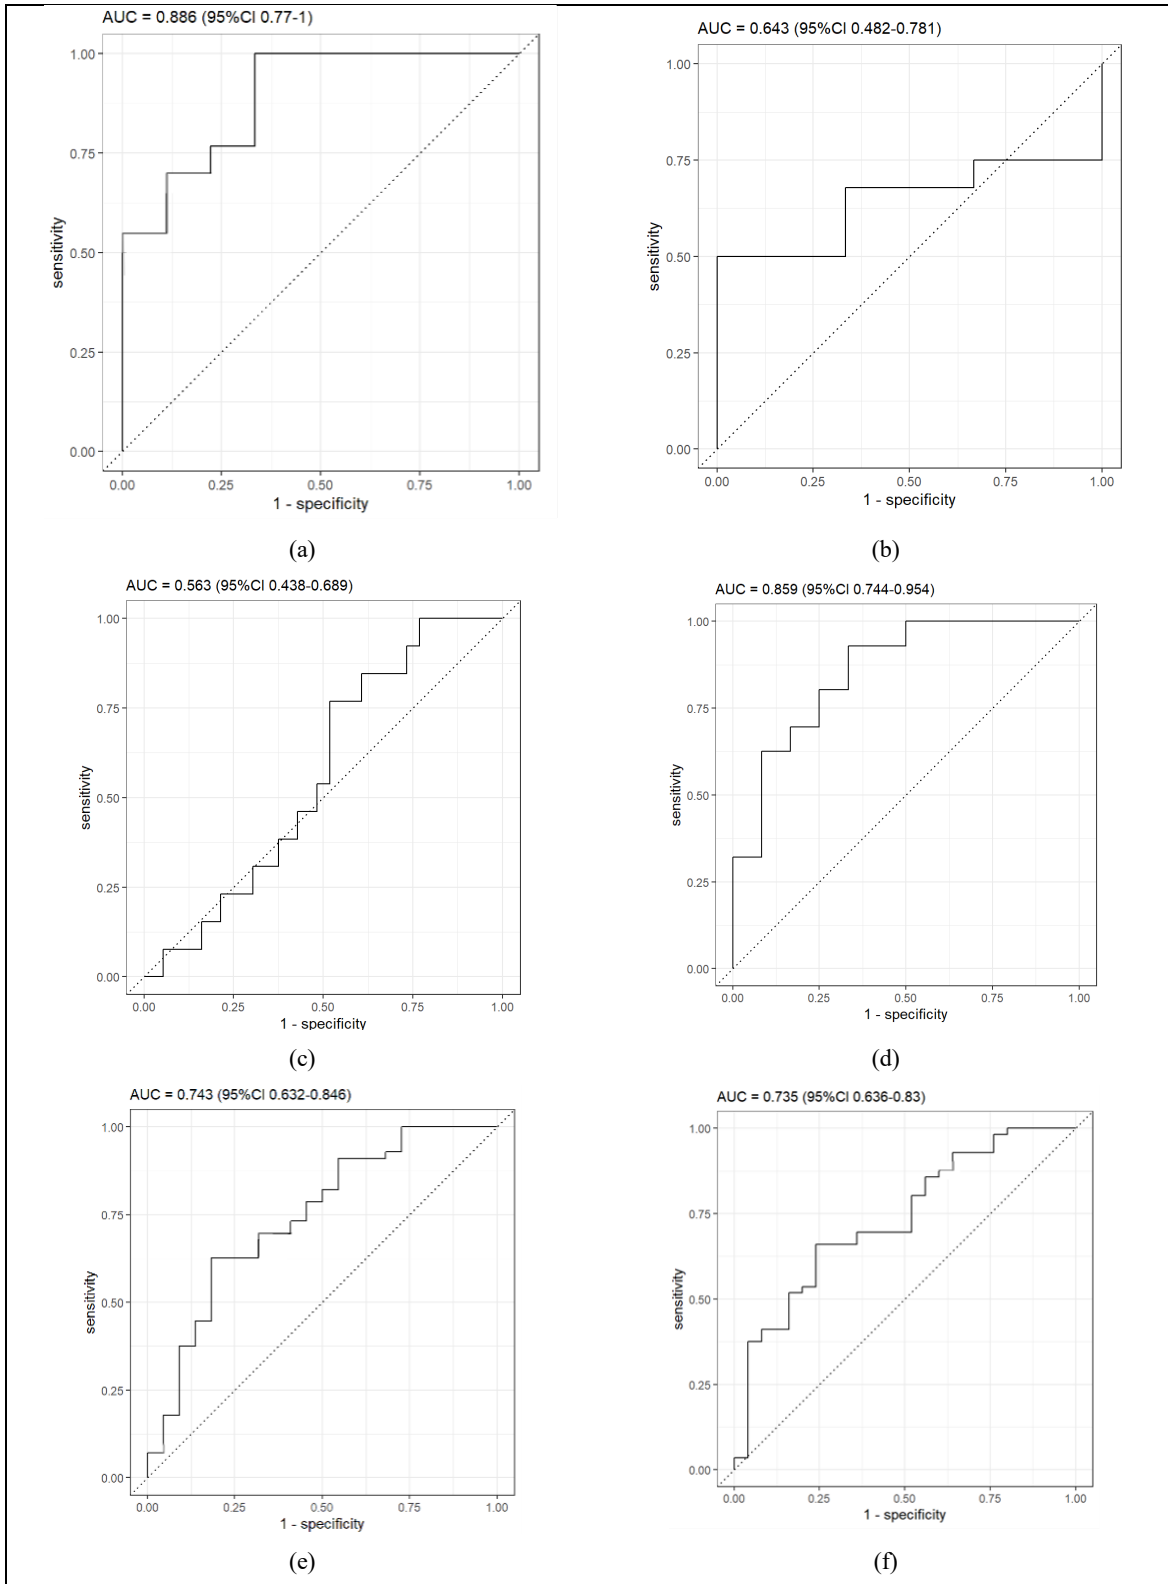 AUC = 0.886 (95%CI 0.77-1)
1.00
0.75
0.50
0.25
0.00
sensitivity
0.00 0.25 0.50 0.75 1.00
1 - specificity
(a)
AUC = 0.643 (95%CI 0.482-0.781)
1.00
0.75
0.50
0.25
0.00
sensitivity
0.00 0.25 0.50 0.75 1.00
1 - specificity
(b)
AUC = 0.563 (95%CI 0.438-0.689)
1.00
0.75
0.50
0.25
0.00
sensitivity
0.00 0.25 0.50 0.75 1.00
1 - specificity
(c)
AUC = 0.859 (95%CI 0.744-0.954)
1.00
0.75
0.50
0.25
0.00
sensitivity
0.00 0.25 0.50 0.75 1.00
1 - specificity
(d)
AUC = 0.743 (95%CI 0.632-0.846)
1.00
0.75
0.50
0.25
0.00
sensitivity
0.00 0.25 0.50 0.75 1.00
1 - specificity
(e)
AUC = 0.735 (95%CI 0.636-0.83)
1.00
0.75
0.50
0.25
0.00
sensitivity
0.00 0.25 0.50 0.75 1.00
1 - specificity
(f)